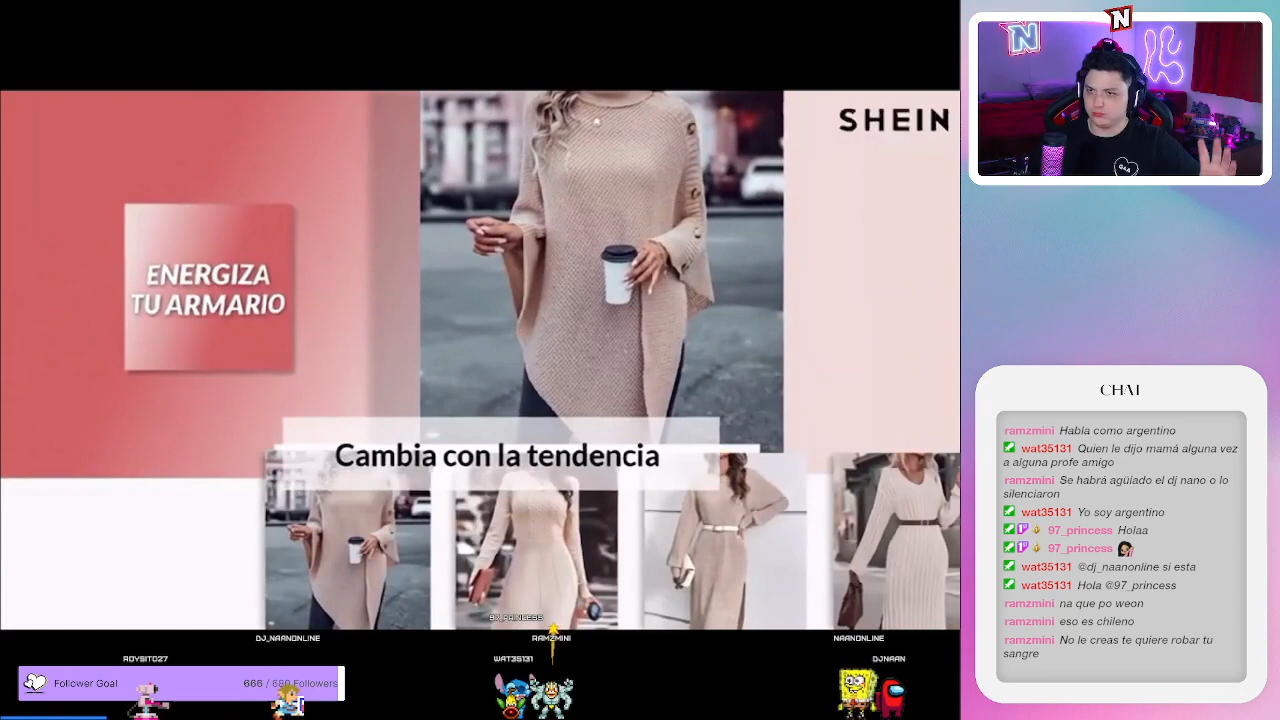 SHEIN
ENERGIZA
TU ARMARIO
Cambia con la tendencia
CHAT
ramzmini Habla como argentino
wat35131 Quien le dijo mamá alguna vez
a alguna profe amigo
ramzmini Se habrá agüiado el dj nano o lo
silenciaron
wat35131 Yo soy argentino
97_princess Holaa
97_princess
wat35131 @dj_naanonline si esta
wat35131 Hola @97_princess
ramzmini na que po weon
ramzmini eso es chileno
ramzmini No le creas te quiere robar tu
sangre
97_PRINCESS
DJ_NAANONLINE
RAMZMINI
NAANONLINE
ROYSITO27
WAT35131
DJNAAN
Follower Goal
666 / 680 Followers